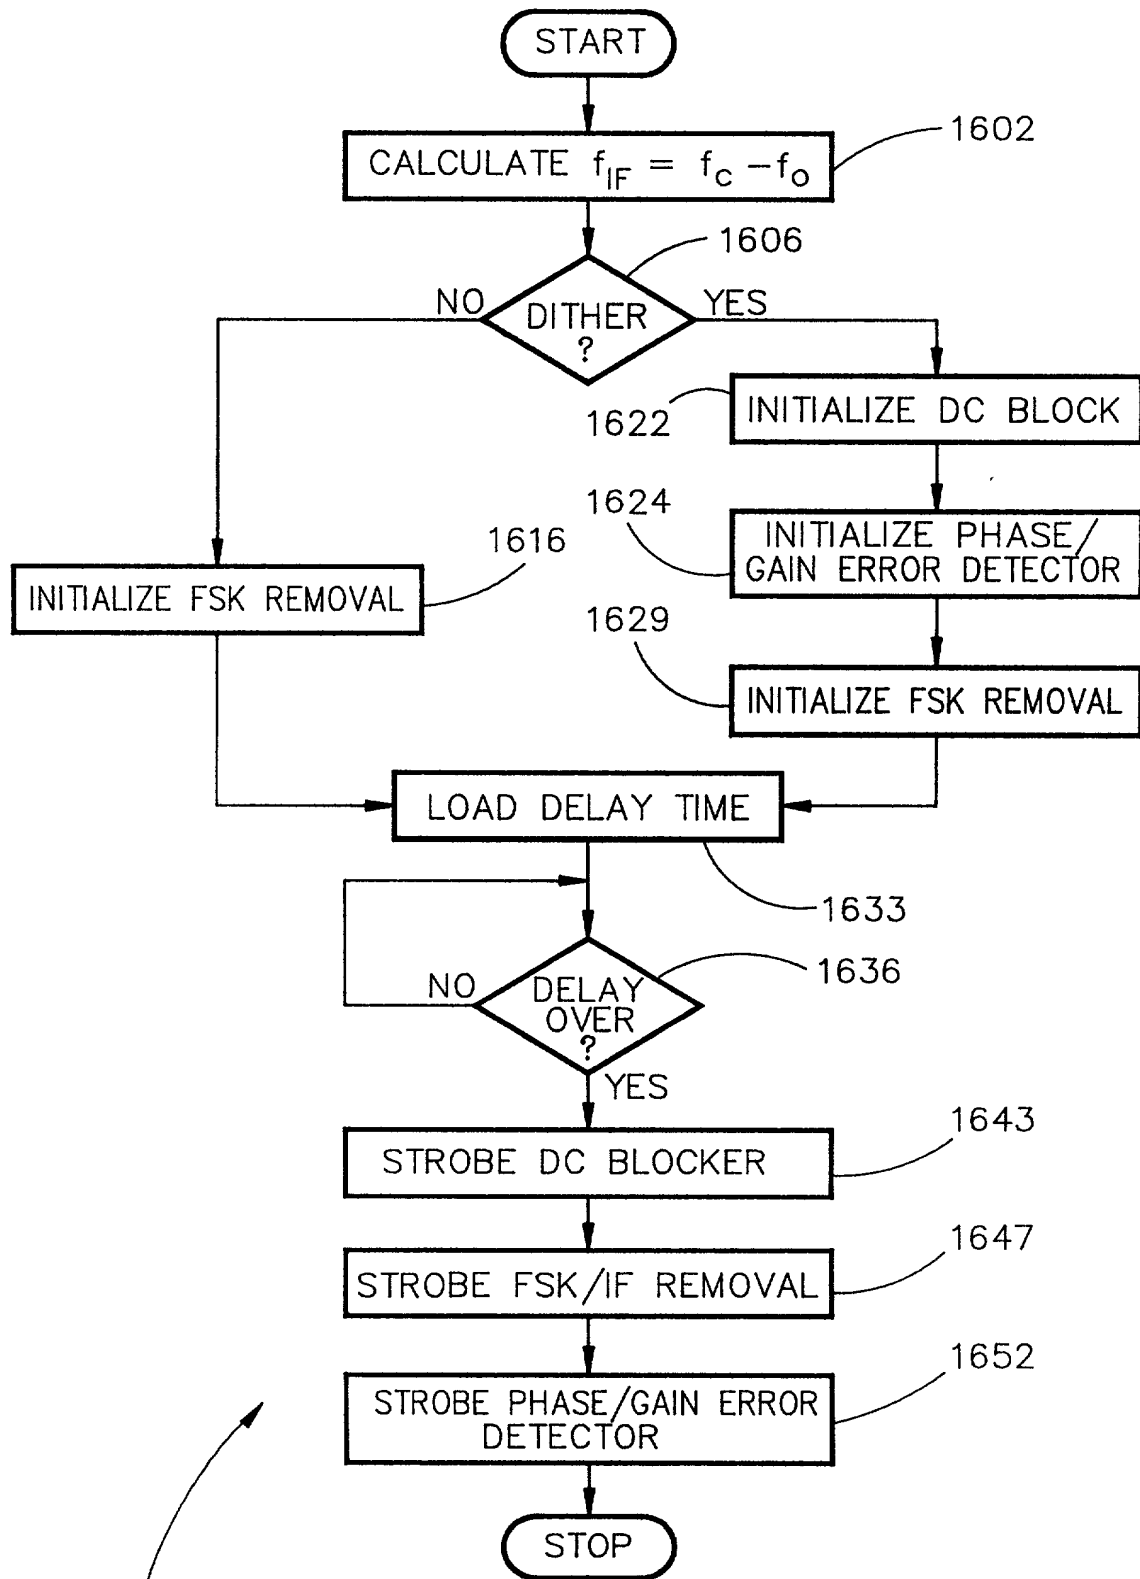 START
CALCULATE f_IF = f_c - f_o
1602
1606
NO
YES
DITHER
?
INITIALIZE DC BLOCK
1622
1624
INITIALIZE PHASE/
GAIN ERROR DETECTOR
1616
INITIALIZE FSK REMOVAL
1629
INITIALIZE FSK REMOVAL
LOAD DELAY TIME
1633
1636
NO
DELAY
OVER
?
YES
1643
STROBE DC BLOCKER
1647
STROBE FSK/IF REMOVAL
1652
STROBE PHASE/GAIN ERROR
DETECTOR
STOP